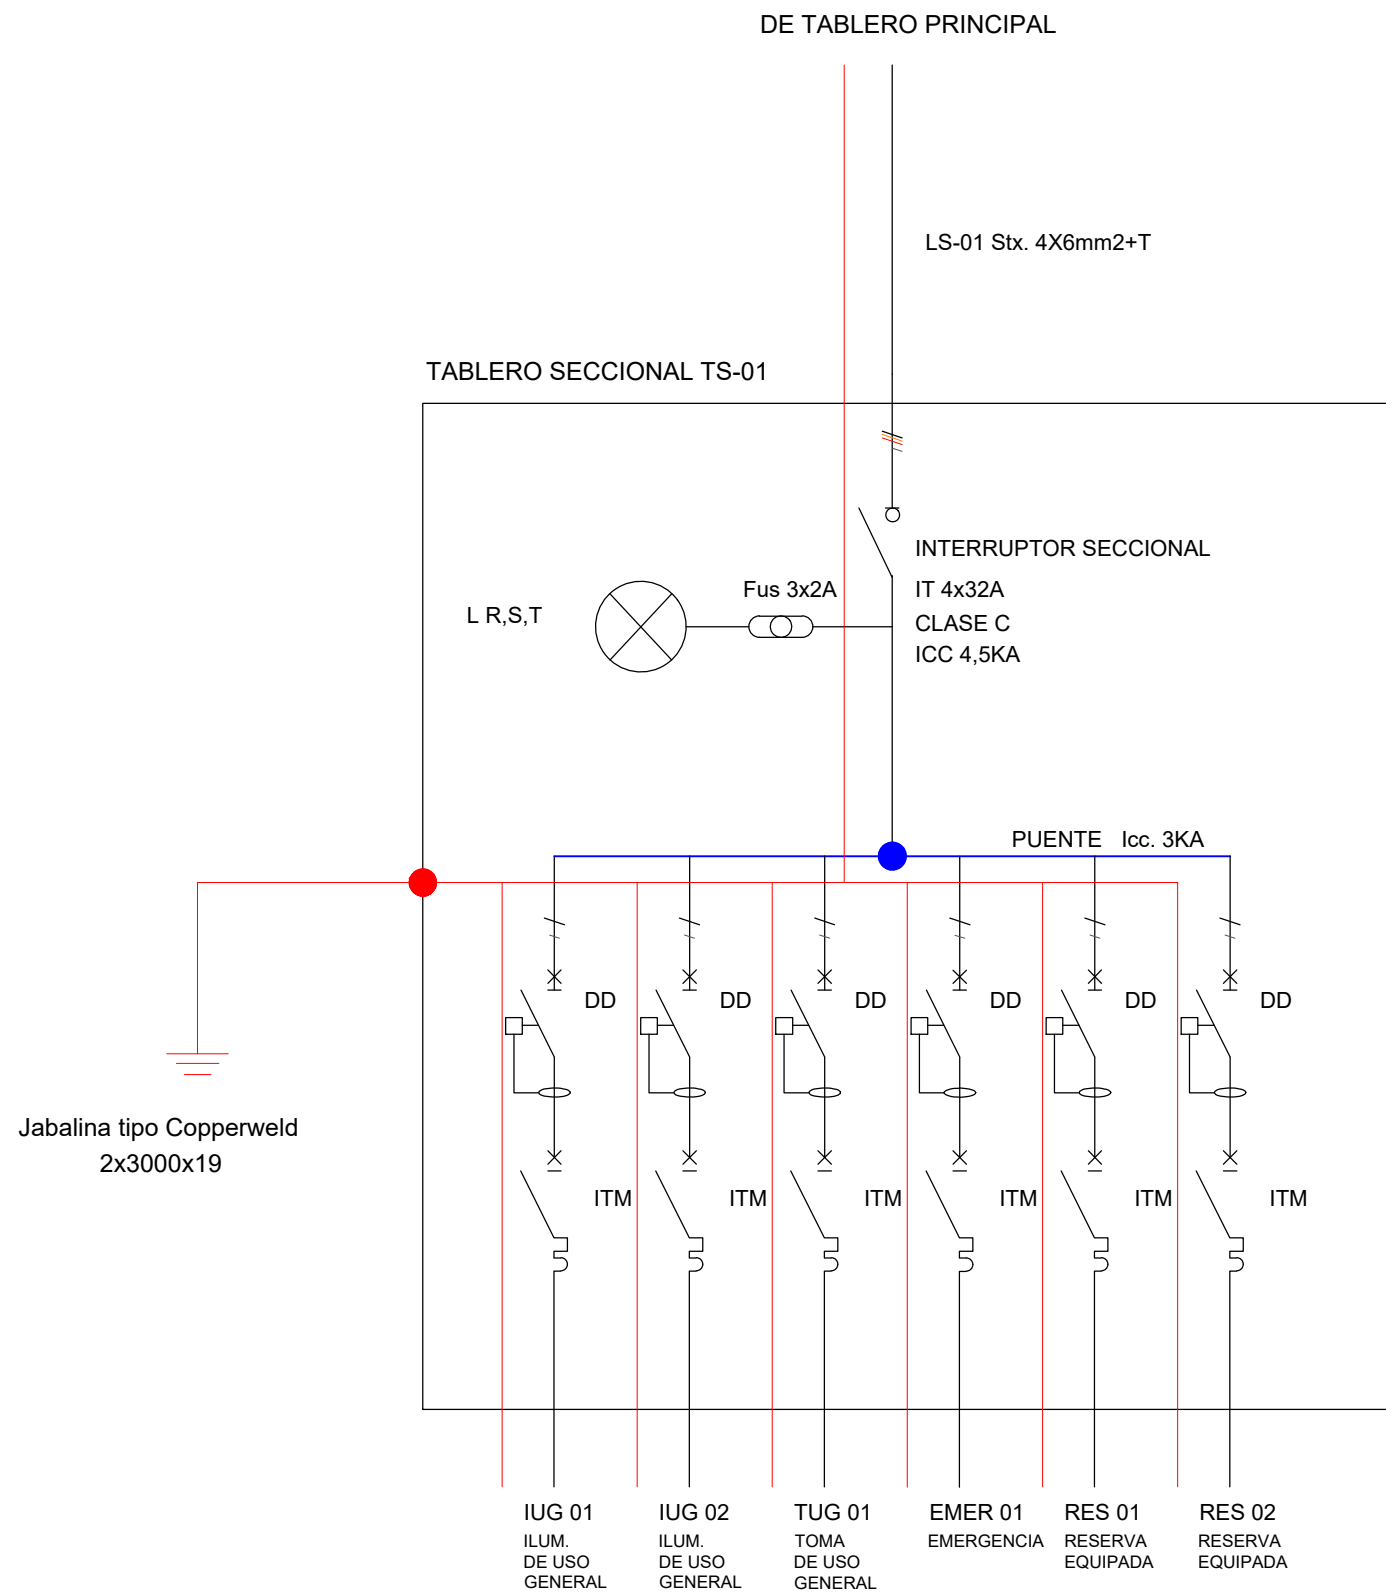 DE TABLERO PRINCIPAL
LS-01 Stx. 4X6mm2+T
TABLERO SECCIONAL TS-01
INTERRUPTOR SECCIONAL
Fus 3x2A
IT 4x32A
L R,S,T
CLASE C
ICC 4,5KA
PUENTE Icc. 3KA
DD DD DD DD DD DD
Jabalina tipo Copperweld
2x3000x19
ITM ITM ITM ITM ITM ITM
IUG 01 IUG 02 TUG 01 EMER 01 RES 01 RES 02
ILUM. ILUM. TOMA EMERGENCIA RESERVA RESERVA
DE USO DE USO DE USO EQUIPADA EQUIPADA
GENERAL GENERAL GENERAL